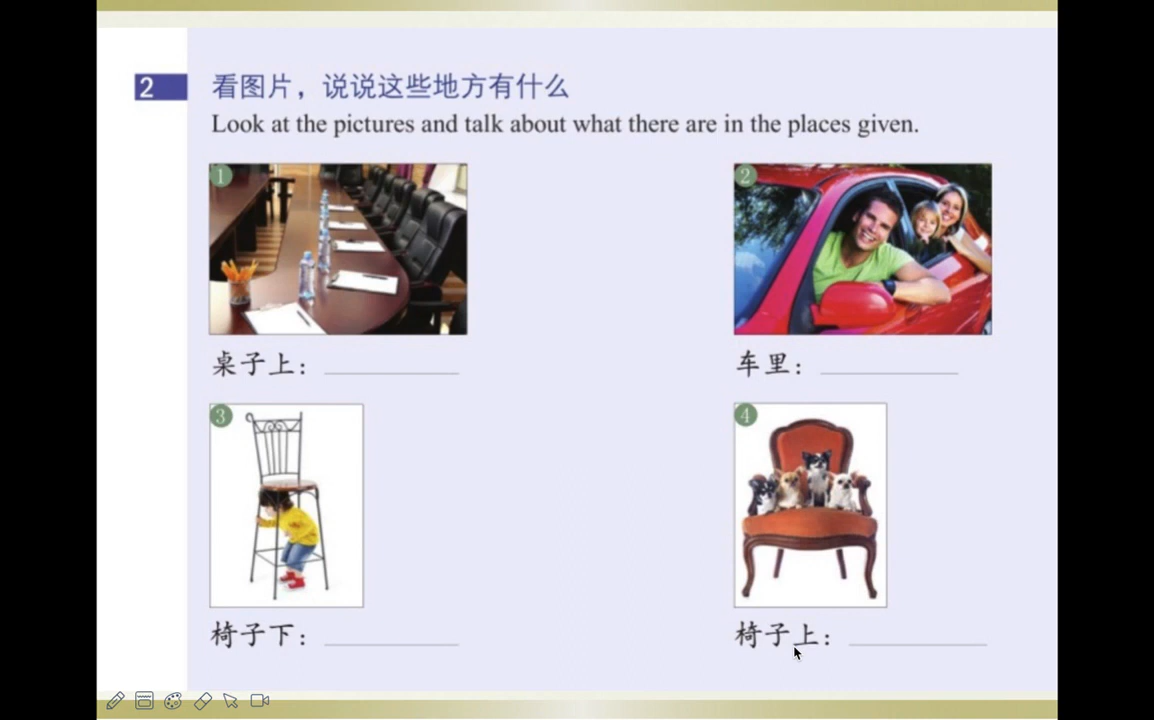 2 看图片，说说这些地方有什么
Look at the pictures and talk about what there are in the places given.
1
2
桌子上：
车里：
3
4
椅子下：
椅子上：